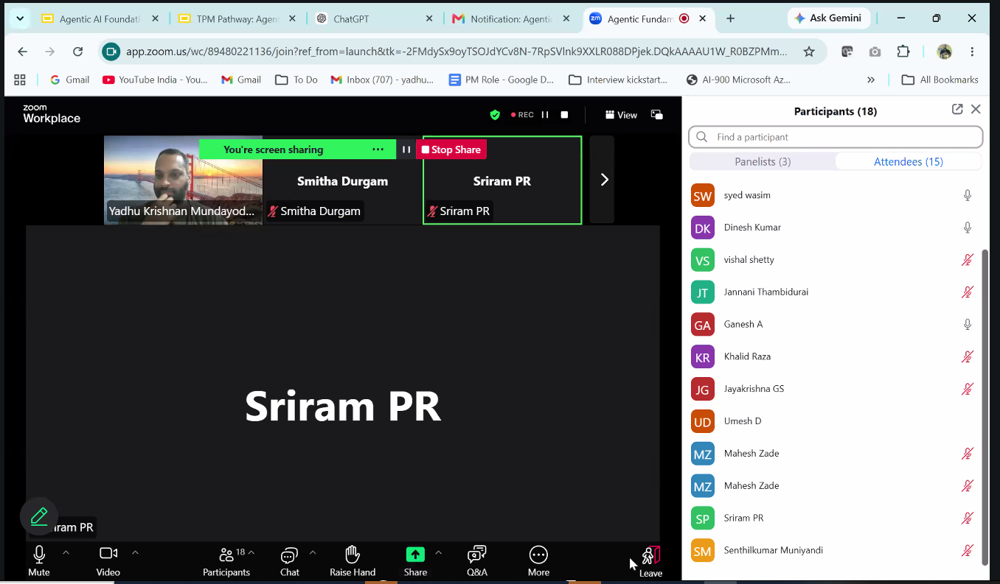 Agentic AI Foundati
TPM Pathway: Agen
ChatGPT
Notification: Agentic
zm
Agentic Fundam
Ask Gemini
app.zoom.us/wc/89480221136/join?ref_from=launch&tk=-2FMdySx9oyTSOJdYCv8N-7RpSVInk9XXLR088DPjek.DQkAAAAU1W_R0BZPMm...
Gmail
YouTube India - You...
Gmail
To Do
Inbox (707) - yadhu...
PM Role - Google D...
Interview kickstart...
AI-900 Microsoft Az...
All Bookmarks
zoom
Workplace
REC
View
You're screen sharing
Stop Share
Smitha Durgam
Sriram PR
Yadhu Krishnan Mundayod...
Smitha Durgam
Sriram PR
Sriram PR
ram PR
Mute
Video
18
Participants
Chat
Raise Hand
Share
Q&A
More
Leave
Participants (18)
Find a participant
Panelists (3)
Attendees (15)
SW
syed wasim
DK
Dinesh Kumar
VS
vishal shetty
JT
Jannani Thambidurai
GA
Ganesh A
KR
Khalid Raza
JG
Jayakrishna GS
UD
Umesh D
MZ
Mahesh Zade
MZ
Mahesh Zade
SP
Sriram PR
SM
Senthilkumar Muniyandi